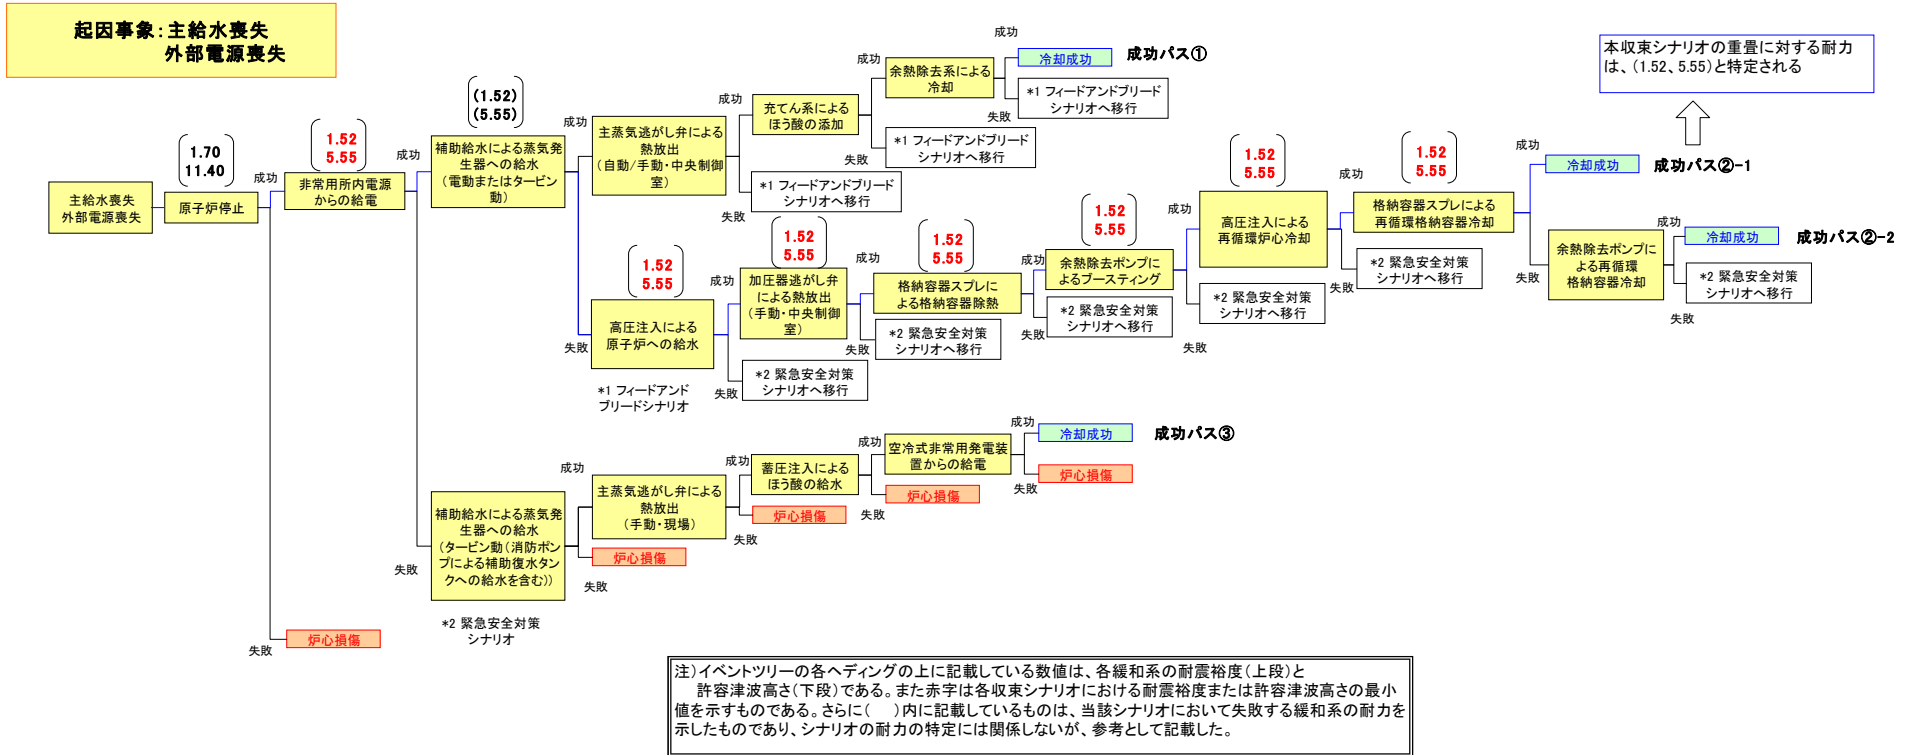 起因事象：主給水喪失
外部電源喪失
主給水喪失
外部電源喪失
1.70
11.40
原子炉停止
成功
失敗
炉心損傷
1.52
5.55
非常用所内電源
からの給電
成功
失敗
(1.52)
(5.55)
補助給水による蒸気発
生器への給水
（電動またはタービン
動）
成功
失敗
主蒸気逃がし弁による
熱放出
（自動/手動・中央制御
室）
成功
失敗
*1 フィードアンドブリード
シナリオへ移行
充てん系による
ほう酸の添加
成功
失敗
*1 フィードアンドブリード
シナリオへ移行
余熱除去系による
冷却
成功
失敗
*1 フィードアンドブリード
シナリオへ移行
冷却成功
成功パス①
1.52
5.55
高圧注入による
原子炉への給水
*1 フィードアンド
ブリードシナリオ
成功
失敗
*2 緊急安全対策
シナリオへ移行
1.52
5.55
加圧器逃がし弁
による熱放出
（手動・中央制御
室）
成功
失敗
*2 緊急安全対策
シナリオへ移行
1.52
5.55
格納容器スプレに
よる格納容器除熱
成功
失敗
*2 緊急安全対策
シナリオへ移行
1.52
5.55
余熱除去ポンプに
よるブースティング
成功
失敗
*2 緊急安全対策
シナリオへ移行
1.52
5.55
高圧注入による
再循環炉心冷却
成功
失敗
*2 緊急安全対策
シナリオへ移行
1.52
5.55
格納容器スプレによる
再循環格納容器冷却
成功
失敗
冷却成功
成功パス②-1
余熱除去ポンプに
よる再循環
格納容器冷却
成功
失敗
冷却成功
成功パス②-2
*2 緊急安全対策
シナリオへ移行
本収束シナリオの重畳に対する耐力
は、(1.52、5.55)と特定される
補助給水による蒸気発
生器への給水
（タービン動（消防ポン
プによる補助復水タン
クへの給水を含む））
*2 緊急安全対策
シナリオ
成功
失敗
炉心損傷
主蒸気逃がし弁による
熱放出
（手動・現場）
成功
失敗
炉心損傷
蓄圧注入による
ほう酸の給水
成功
失敗
炉心損傷
空冷式非常用発電装
置からの給電
成功
失敗
炉心損傷
冷却成功
成功パス③
注）イベントツリーの各ヘディングの上に記載している数値は、各緩和系の耐震裕度（上段）と
許容津波高さ（下段）である。また赤字は各収束シナリオにおける耐震裕度または許容津波高さの最小
値を示すものである。さらに(　)内に記載しているものは、当該シナリオにおいて失敗する緩和系の耐力を
示したものであり、シナリオの耐力の特定には関係しないが、参考として記載した。